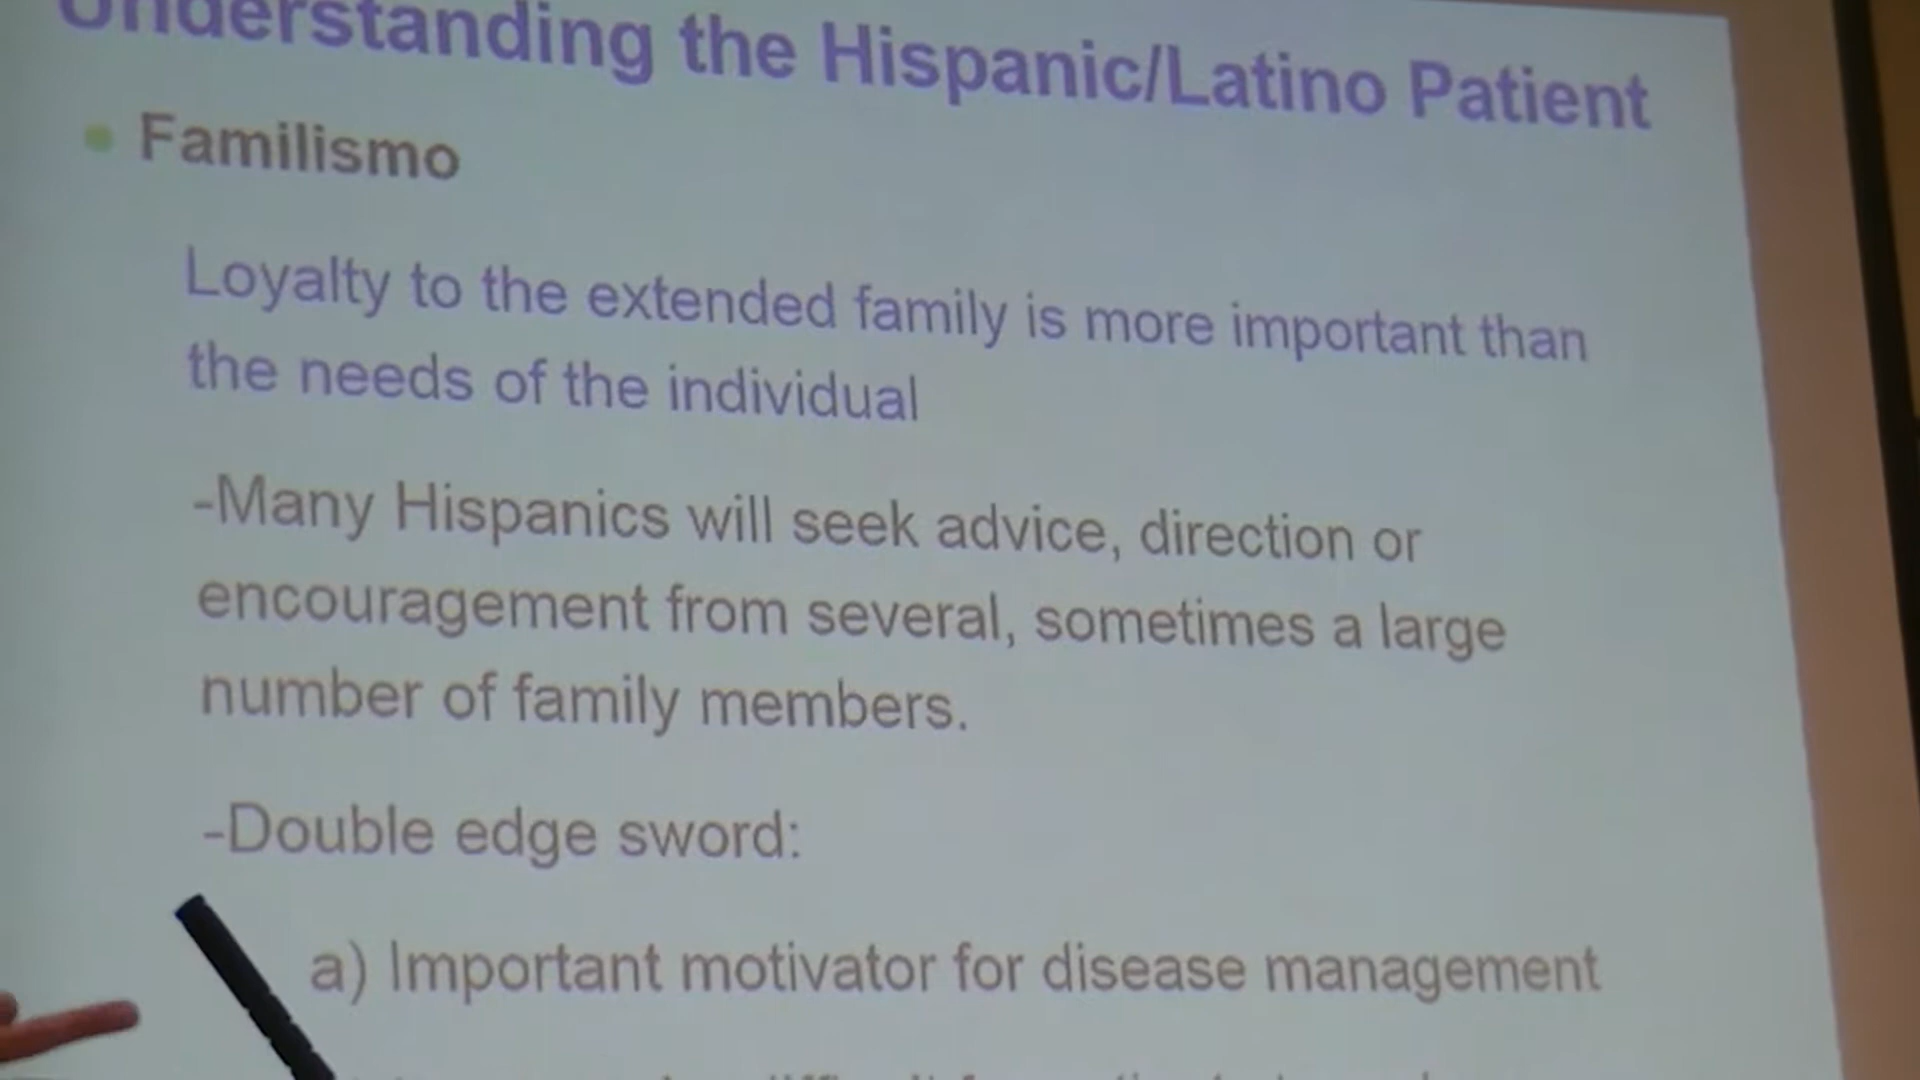 Understanding the Hispanic/Latino Patient
Familismo
Loyalty to the extended family is more important than
the needs of the individual
-Many Hispanics will seek advice, direction or
encouragement from several, sometimes a large
number of family members.
-Double edge sword:
a) Important motivator for disease management